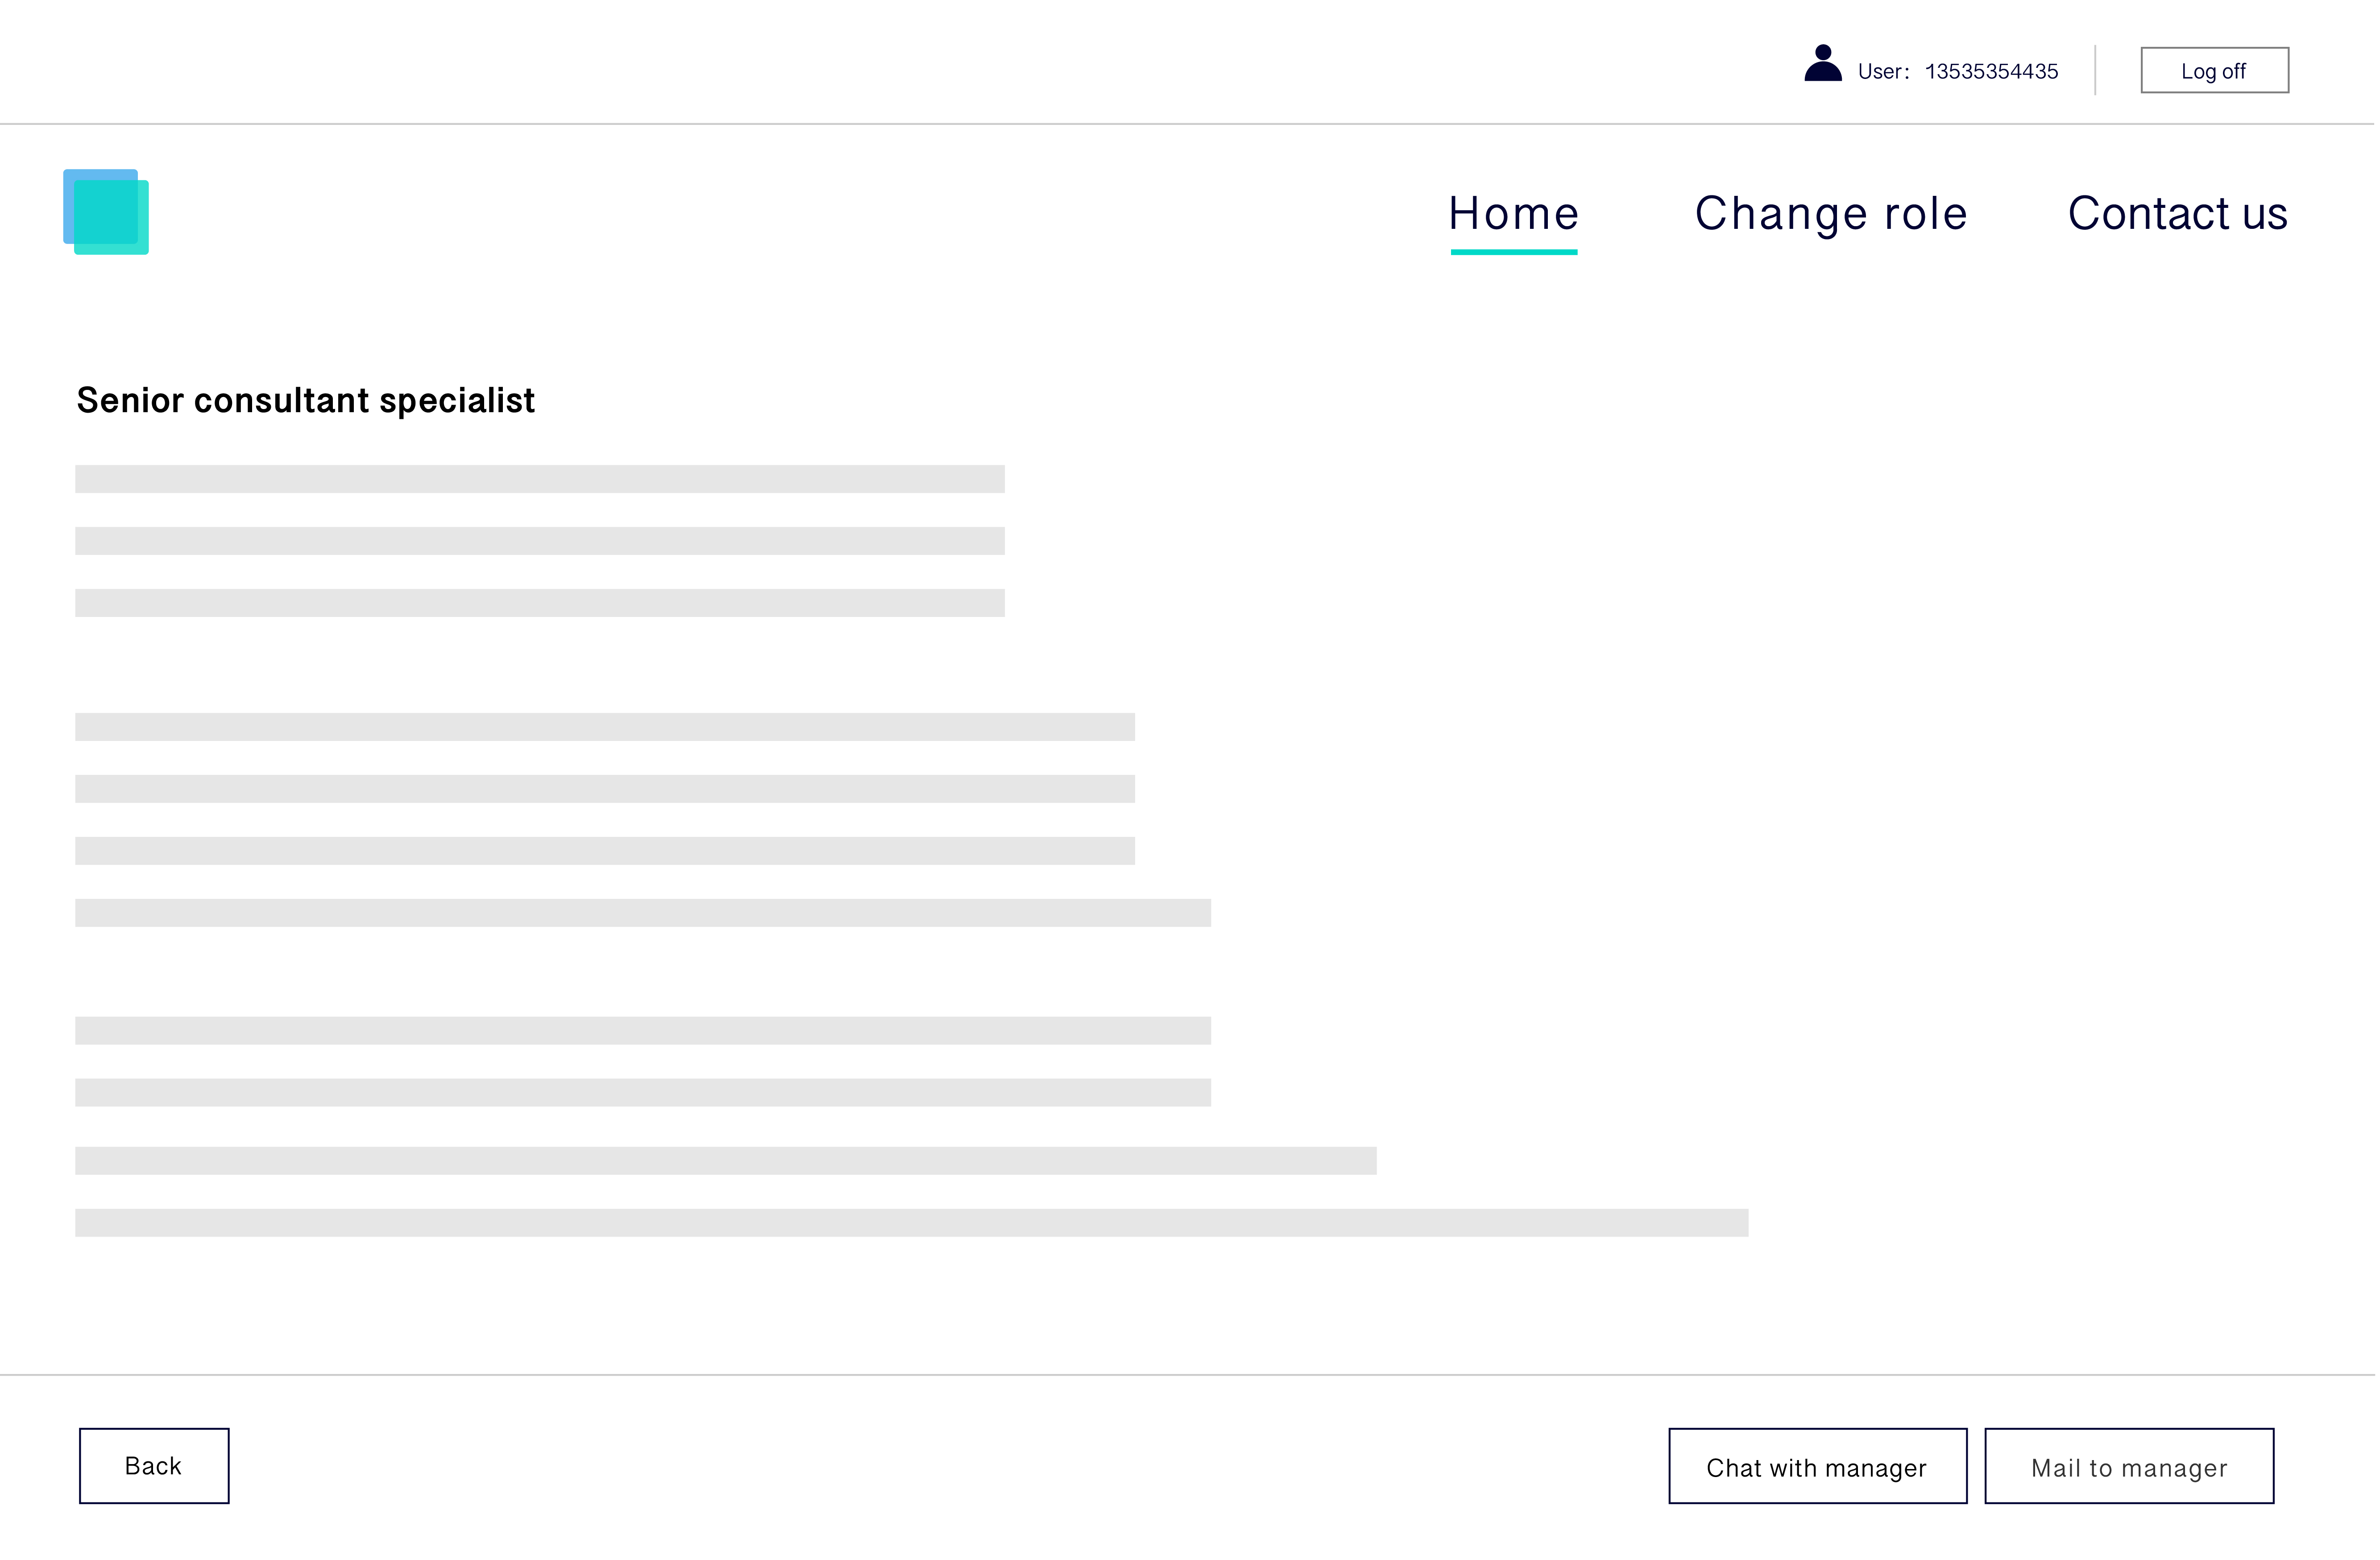 User: 13535354435
Log off
Home
Change role
Contact us
Senior consultant specialist
Back
Chat with manager
Mail to manager